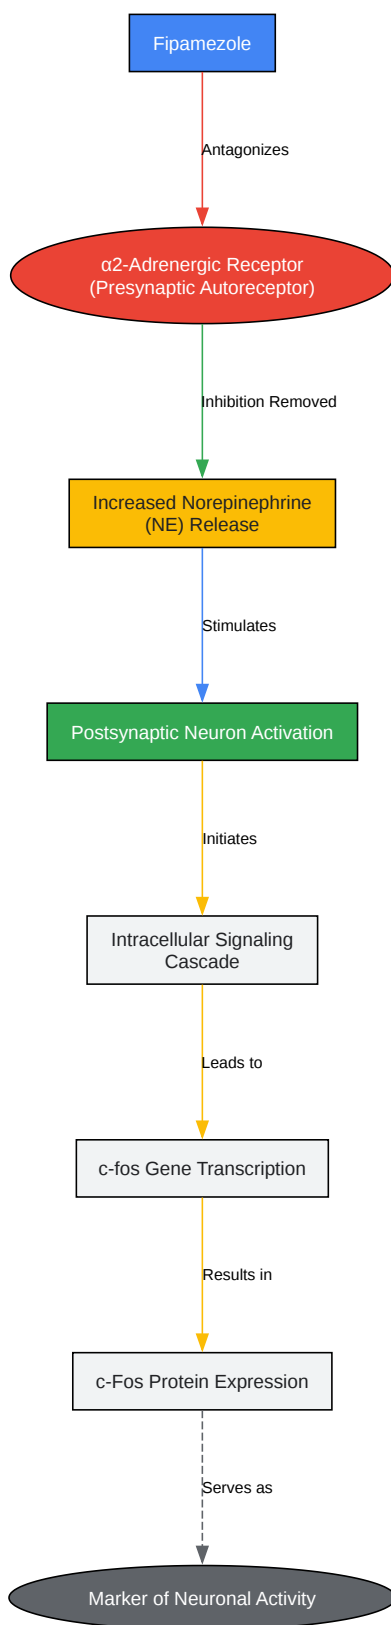 Fipamezole
Antagonizes
α2-Adrenergic Receptor
(Presynaptic Autoreceptor)
Inhibition Removed
Increased Norepinephrine
(NE) Release
Stimulates
Postsynaptic Neuron Activation
Initiates
Intracellular Signaling
Cascade
Leads to
c-fos Gene Transcription
Results in
c-Fos Protein Expression
Serves as
Marker of Neuronal Activity